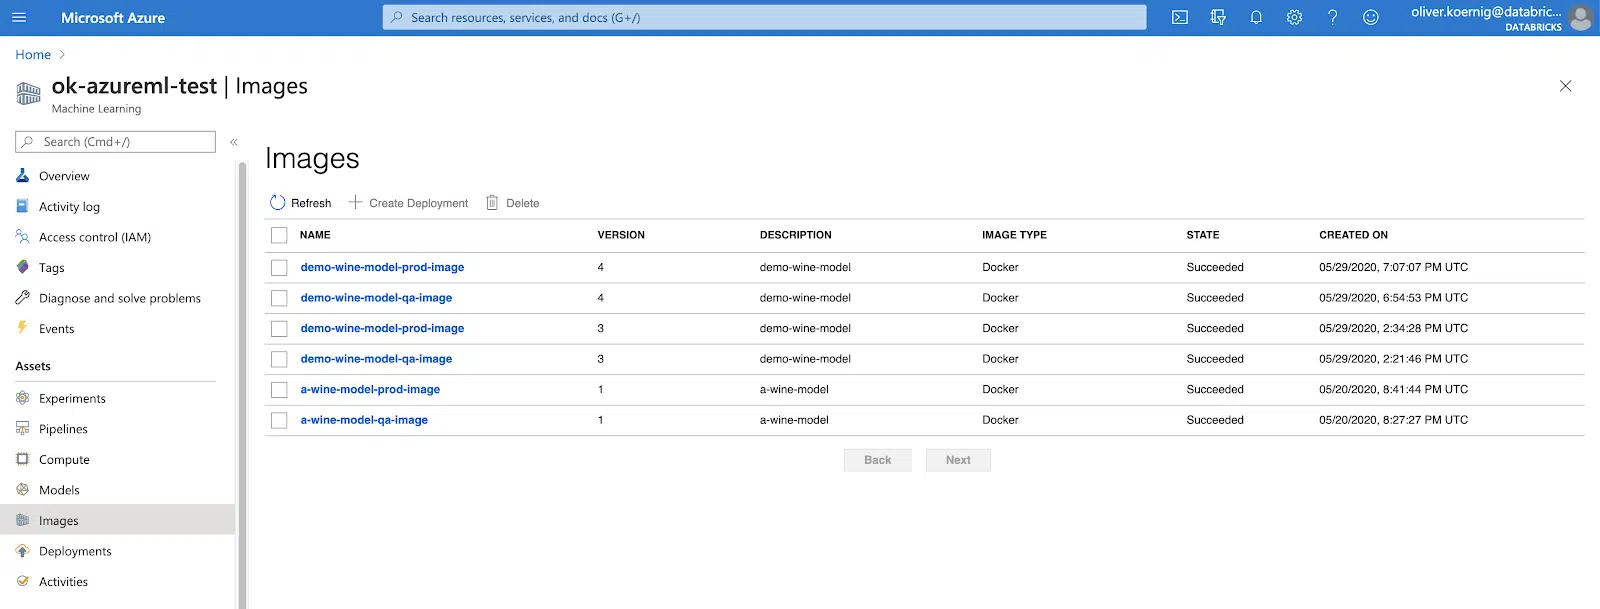 Microsoft Azure
Search resources, services, and docs (G+/)
oliver.koernig@databric...
DATABRICKS
Home
ok-azureml-test | Images
Machine Learning
Search (Cmd+/)
«
Overview
Activity log
Access control (IAM)
Tags
Diagnose and solve problems
Events
Assets
Experiments
Pipelines
Compute
Models
Images
Deployments
Activities
Images
Refresh Create Deployment Delete
NAME VERSION DESCRIPTION IMAGE TYPE STATE CREATED ON
demo-wine-model-prod-image 4 demo-wine-model Docker Succeeded 05/29/2020, 7:07:07 PM UTC
demo-wine-model-qa-image 4 demo-wine-model Docker Succeeded 05/29/2020, 6:54:53 PM UTC
demo-wine-model-prod-image 3 demo-wine-model Docker Succeeded 05/29/2020, 2:34:28 PM UTC
demo-wine-model-qa-image 3 demo-wine-model Docker Succeeded 05/29/2020, 2:21:46 PM UTC
a-wine-model-prod-image 1 a-wine-model Docker Succeeded 05/20/2020, 8:41:44 PM UTC
a-wine-model-qa-image 1 a-wine-model Docker Succeeded 05/20/2020, 8:27:27 PM UTC
Back Next